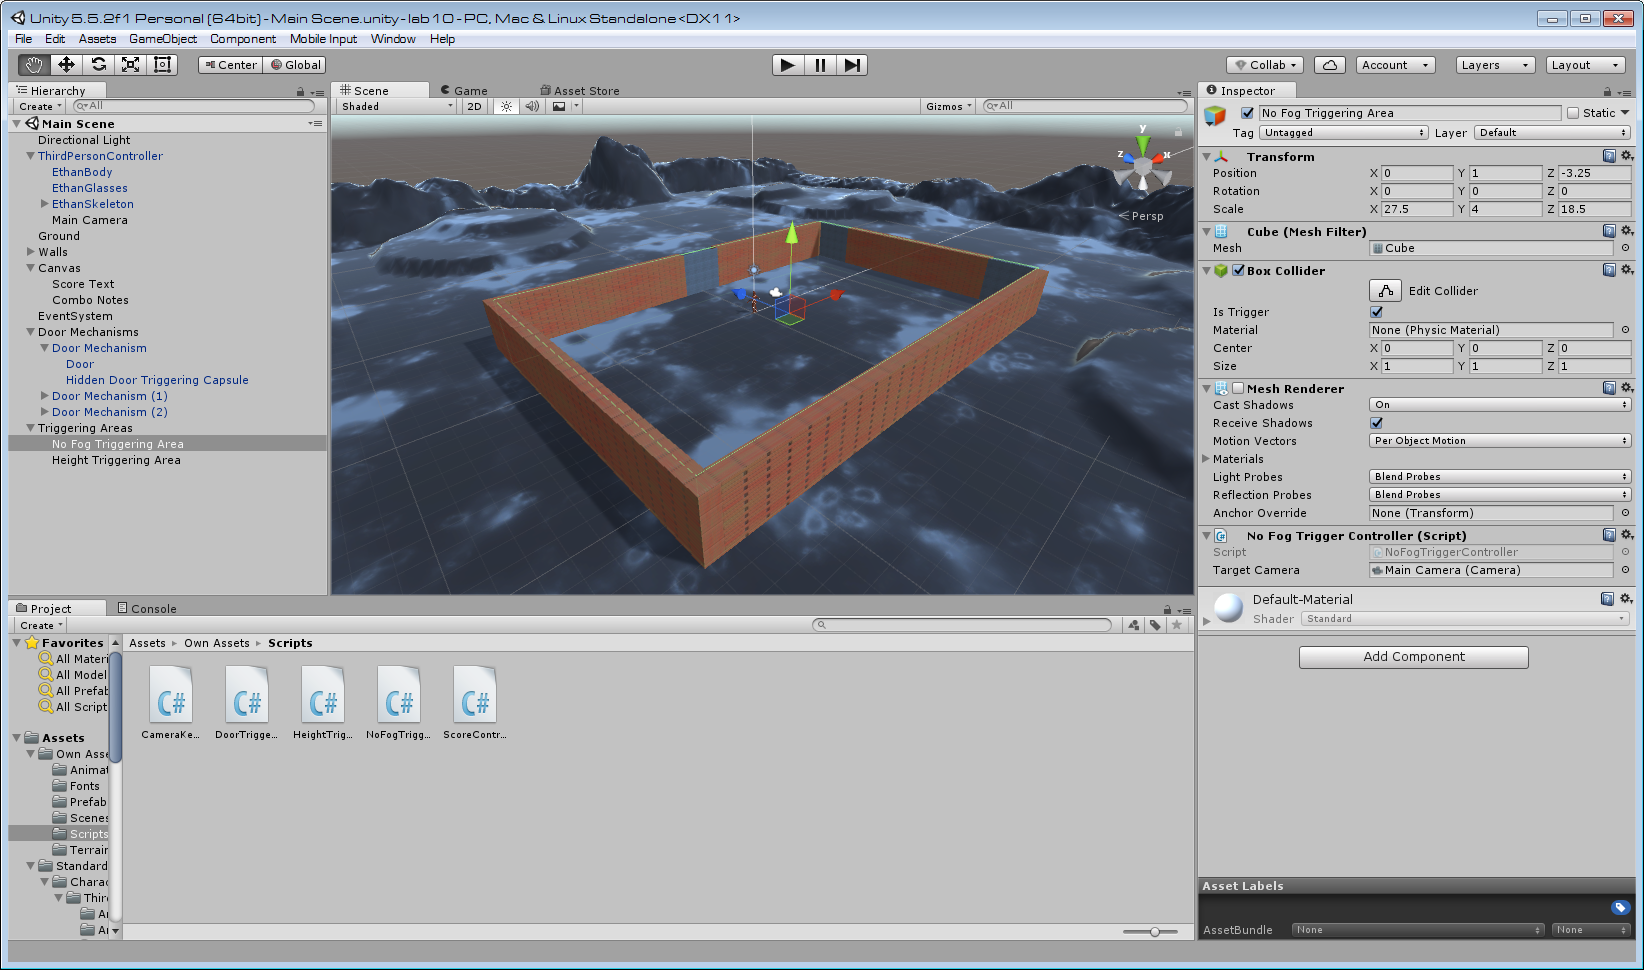 Unity 5.5.2f1 Personal (64bit) - Main Scene.unity - lab10 - PC, Mac & Linux Standalone <DX11>
File Edit Assets GameObject Component Mobile Input Window Help
Center Global Collab Account Layers Layout
Hierarchy
Create All
Main Scene
Directional Light
ThirdPersonController
EthanBody
EthanGlasses
EthanSkeleton
Main Camera
Ground
Walls
Canvas
Score Text
Combo Notes
EventSystem
Door Mechanisms
Door Mechanism
Door
Hidden Door Triggering Capsule
Door Mechanism (1)
Door Mechanism (2)
Triggering Areas
No Fog Triggering Area
Height Triggering Area
Scene Game Asset Store
Shaded 2D Gizmos All
y
z x
Persp
Inspector
No Fog Triggering Area Static
Tag Untagged Layer Default
Transform
Position X 0 Y 1 Z -3.25
Rotation X 0 Y 0 Z 0
Scale X 27.5 Y 4 Z 18.5
Cube (Mesh Filter)
Mesh Cube
Box Collider
Edit Collider
Is Trigger
Material None (Physic Material)
Center X 0 Y 0 Z 0
Size X 1 Y 1 Z 1
Mesh Renderer
Cast Shadows On
Receive Shadows
Motion Vectors Per Object Motion
Materials
Light Probes Blend Probes
Reflection Probes Blend Probes
Anchor Override None (Transform)
No Fog Trigger Controller (Script)
Script NoFogTriggerController
Target Camera Main Camera (Camera)
Default-Material
Shader Standard
Add Component
Asset Labels
AssetBundle None None
Project Console
Create
Favorites
All Materi
All Model
All Prefab
All Script
Assets
Own Asse
Animat
Fonts
Prefab
Scenes
Scripts
Terrain
Standard
Charac
Thir
Ar
Ar
Assets ▸ Own Assets ▸ Scripts
C# C# C# C# C#
CameraKe... DoorTrigge... HeightTrig... NoFogTrigg... ScoreContr...